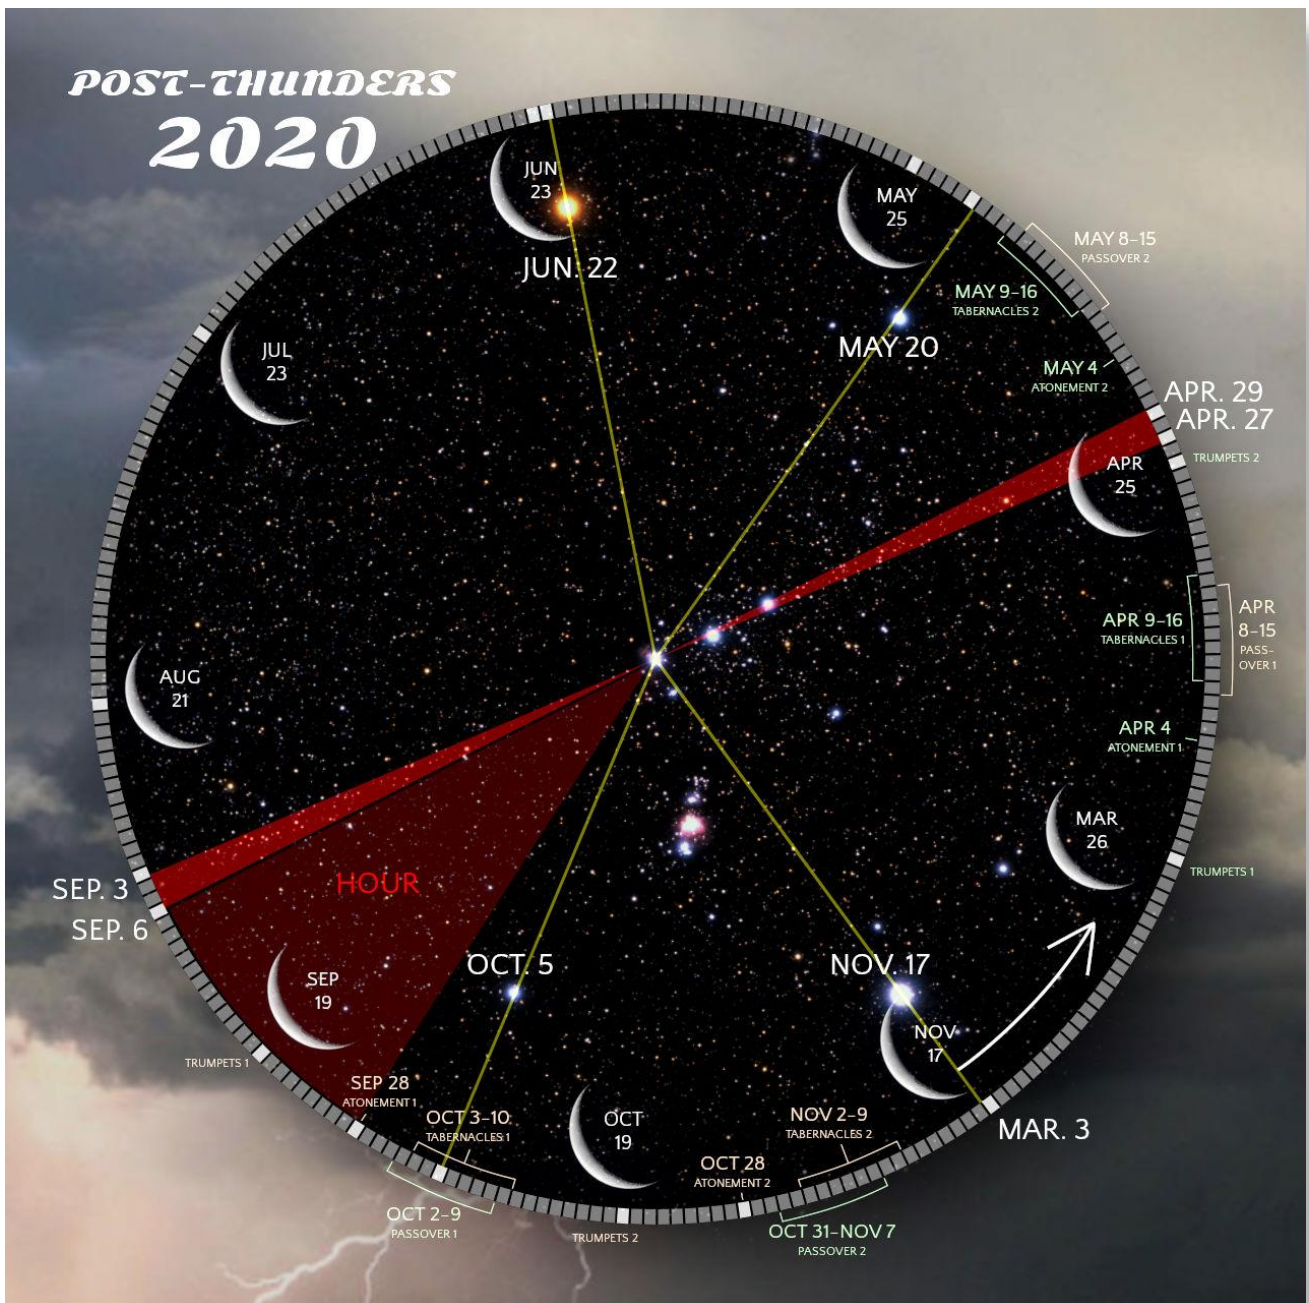 POST-THUNDERS
2020
JUN
23
JUN. 22
MAY
25
MAY 20
MAY 8-15
PASSOVER 2
MAY 9-16
TABERNACLES 2
MAY 4
ATONEMENT 2
APR. 29
APR. 27
TRUMPETS 2
APR
25
JUL
23
APR 9-16
TABERNACLES 1
APR
8-15
PASS-
OVER 1
APR 4
ATONEMENT 1
AUG
21
MAR
26
TRUMPETS 1
SEP. 3
SEP. 6
HOUR
SEP
19
OCT. 5
NOV. 17
NOV
17
MAR. 3
TRUMPETS 1
SEP 28
ATONEMENT 1
OCT 3-10
TABERNACLES 1
OCT
19
NOV 2-9
TABERNACLES 2
OCT 28
ATONEMENT 2
OCT 2-9
PASSOVER 1
TRUMPETS 2
OCT 31-NOV 7
PASSOVER 2